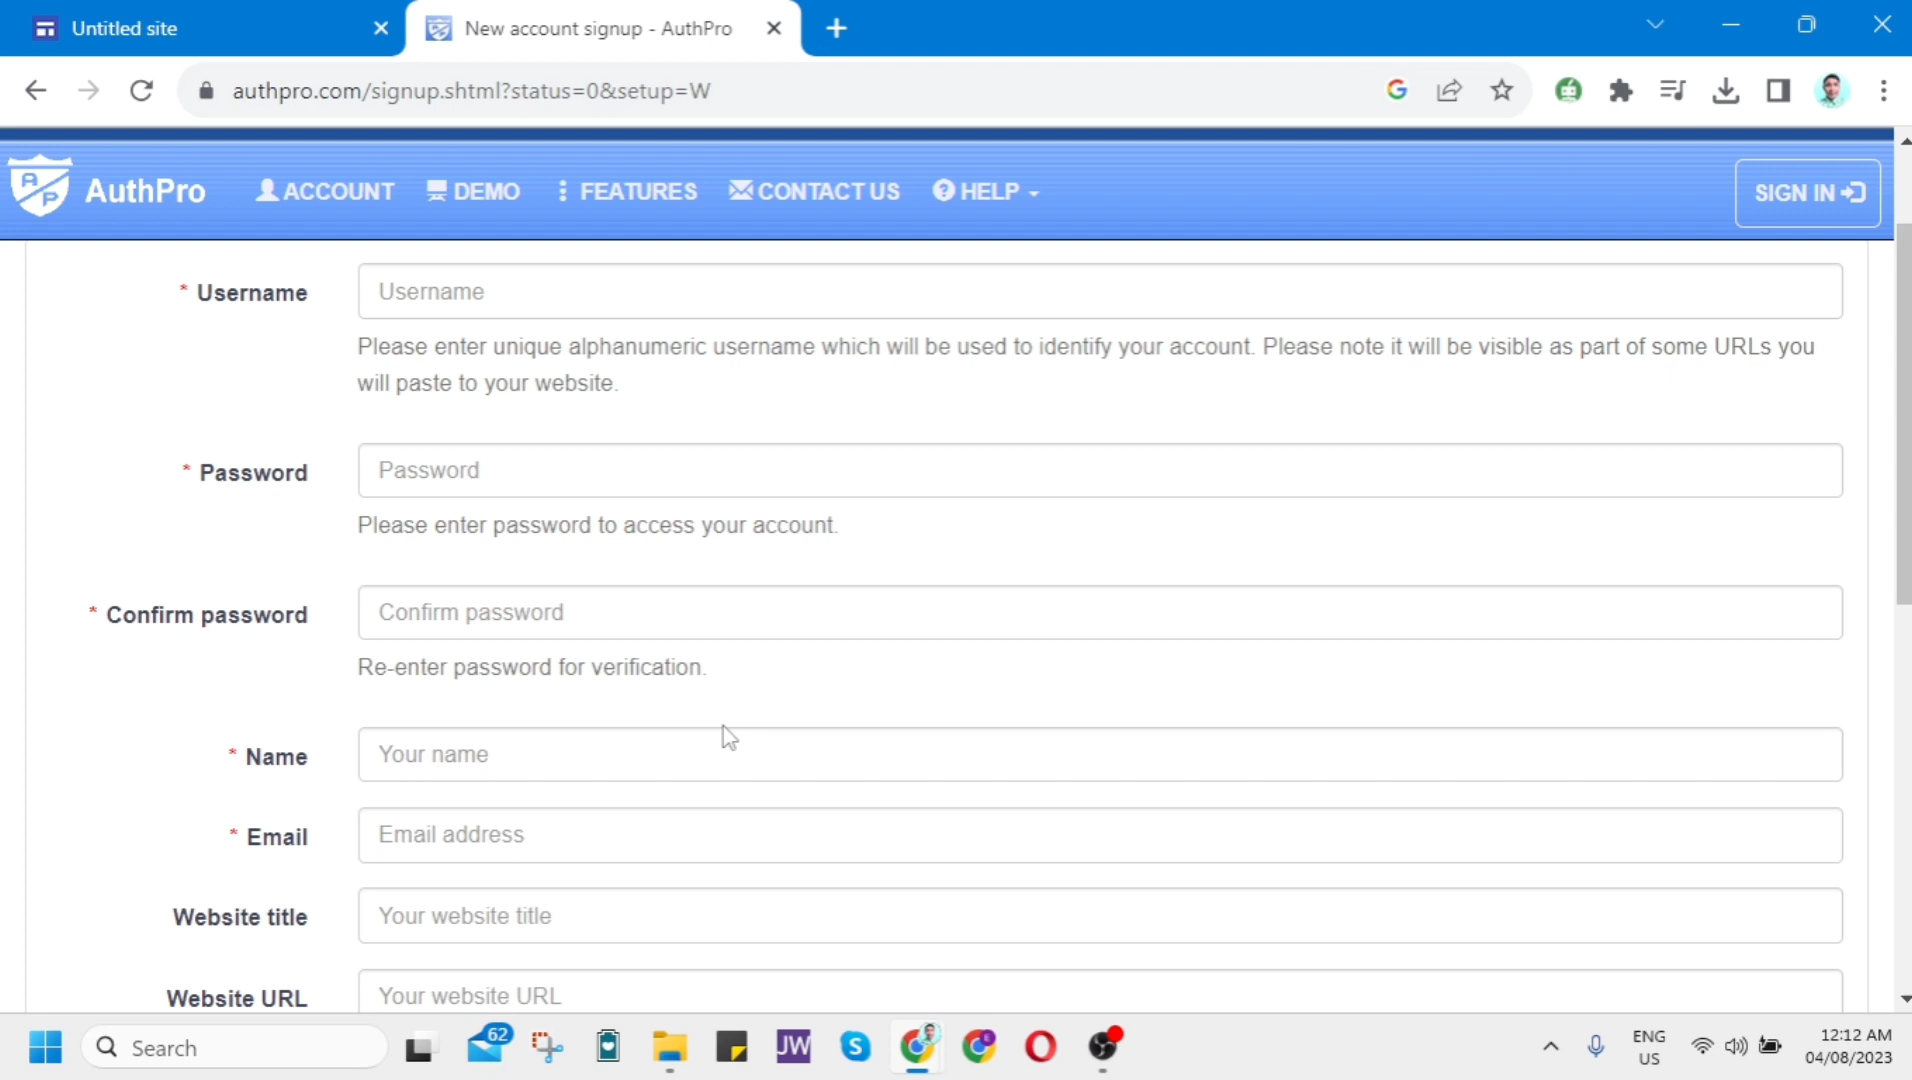 Untitled site
New account signup - AuthPro
authpro.com/signup.shtml?status=0&setup=W
AP AuthPro ACCOUNT DEMO FEATURES CONTACT US HELP SIGN IN
* Username
Username
Please enter unique alphanumeric username which will be used to identify your account. Please note it will be visible as part of some URLs you
will paste to your website.
* Password
Password
Please enter password to access your account.
* Confirm password
Confirm password
Re-enter password for verification.
* Name
Your name
* Email
Email address
Website title
Your website title
Website URL
Your website URL
Search
62
JW
S
E
ENG
US
12:12 AM
04/08/2023